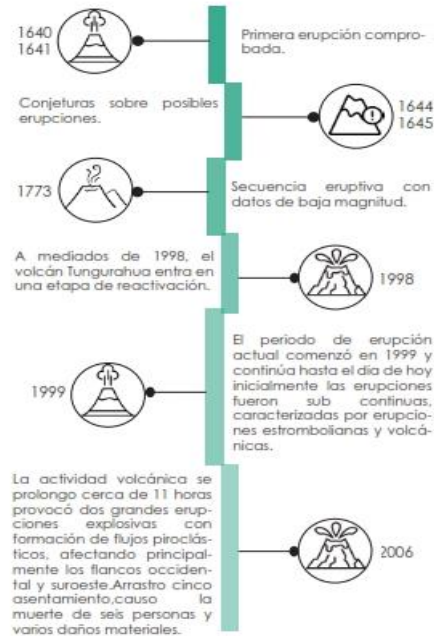 1640
1641
Primera erupción compro-
bada.
Conjeturas sobre posibles
erupciones.
1644
1645
1773
Secuencia eruptiva con
datos de baja magnitud.
A mediados de 1998, el
volcán Tungurahua entra en
una etapa de reactivación.
1998
1999
El periodo de erupción
actual comenzó en 1999 y
continúa hasta el día de hoy
inicialmente las erupciones
fueron sub continuas,
caracterizadas por erupcio-
nes estrombolianas y volcá-
nicas.
La actividad volcánica se
prolongo cerca de 11 horas
provocó dos grandes erup-
ciones explosivas con
formación de flujos piroclás-
ticos, afectando principal-
mente los flancos occiden-
tal y suroeste.Arrastro cinco
asentamiento,causo la
muerte de seis personas y
varios daños materiales.
2006